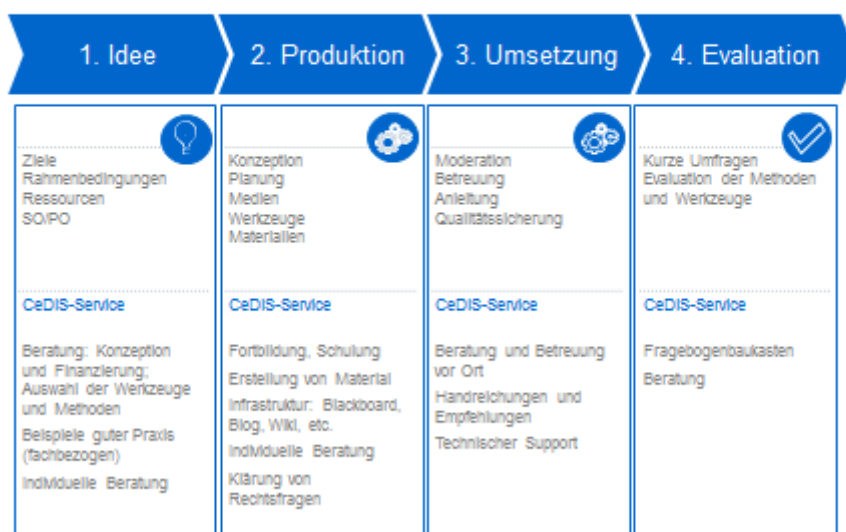 1. Idee
2. Produktion
3. Umsetzung
4. Evaluation
Ziele
Rahmenbedingungen
Ressourcen
SO/PO
CeDIS-Service
Beratung: Konzeption
und Finanzierung;
Auswahl der Werkzeuge
und Methoden
Beispiele guter Praxis
(fachbezogen)
Individuelle Beratung
Konzeption
Planung
Medien
Werkzeuge
Materialien
CeDIS-Service
Fortbildung, Schulung
Erstellung von Material
Infrastruktur: Blackboard,
Blog, Wiki, etc.
Individuelle Beratung
Klärung von
Rechtsfragen
Moderation
Betreuung
Anleitung
Qualitätssicherung
CeDIS-Service
Beratung und Betreuung
vor Ort
Handreichungen und
Empfehlungen
Technischer Support
Kurze Umfragen
Evaluation der Methoden
und Werkzeuge
CeDIS-Service
Fragebogenbaukasten
Beratung